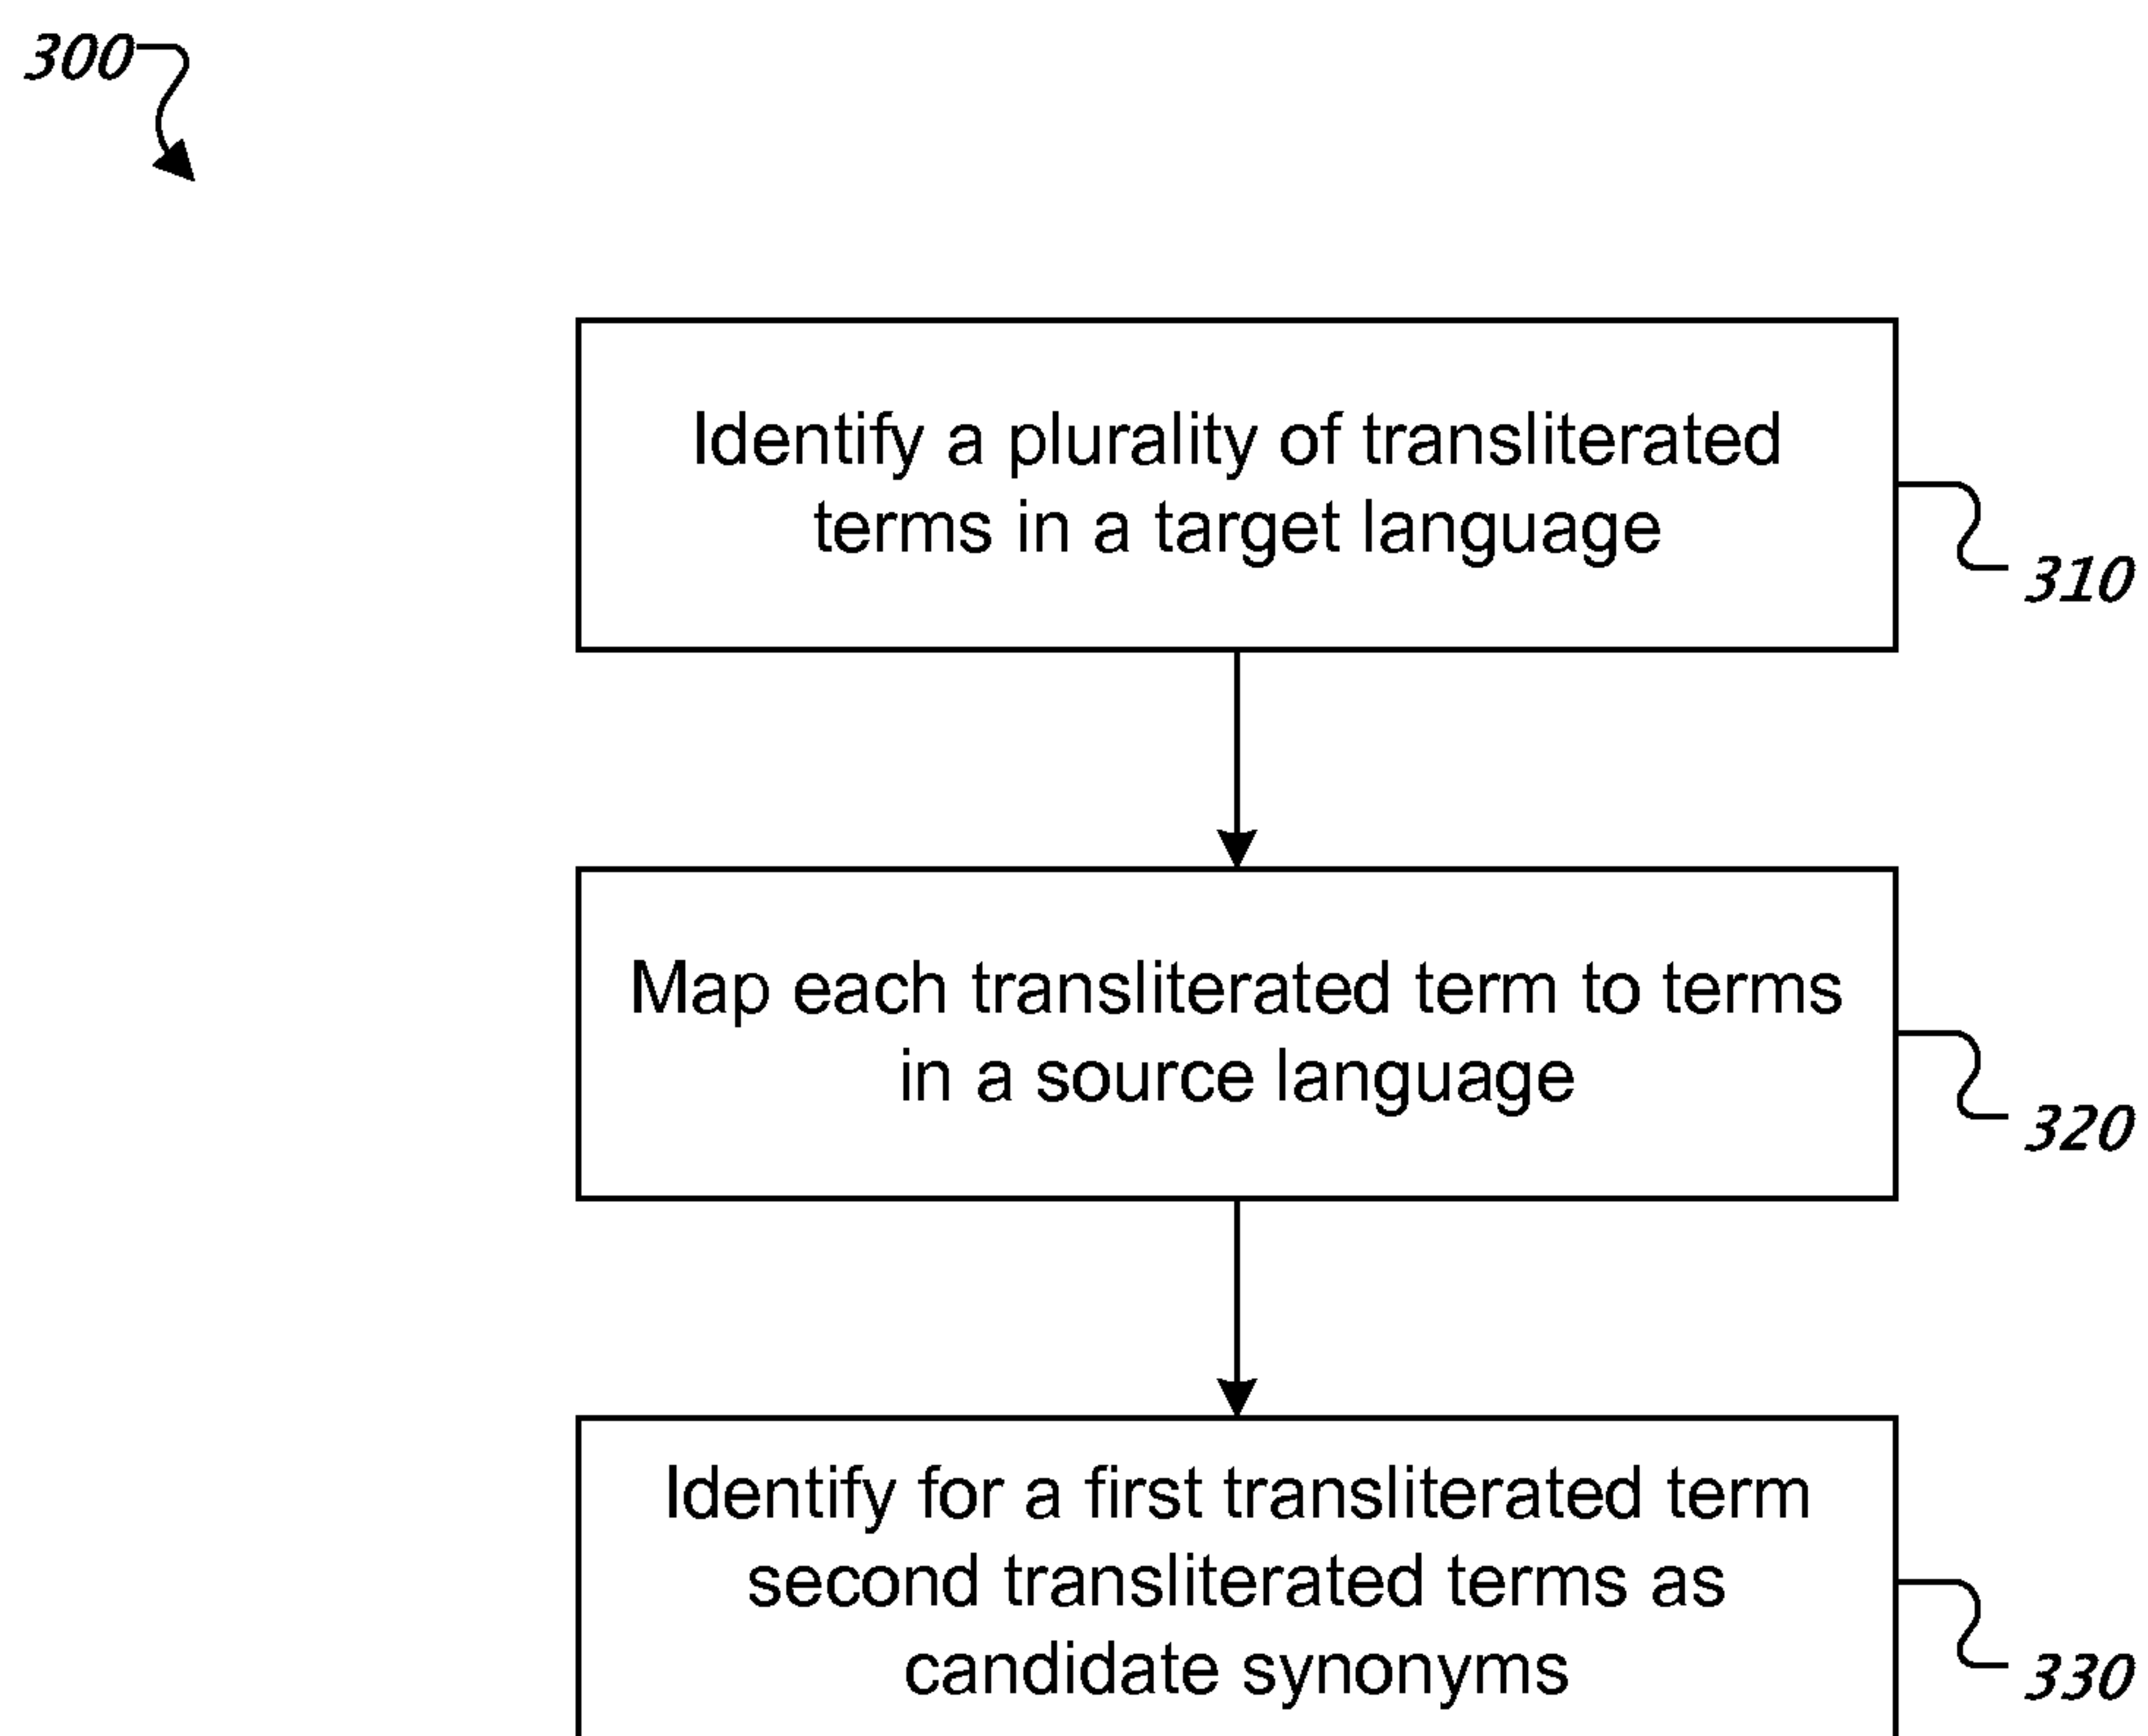 300
Identify a plurality of transliterated
terms in a target language
310
Map each transliterated term to terms
in a source language
320
Identify for a first transliterated term
second transliterated terms as
candidate synonyms
330